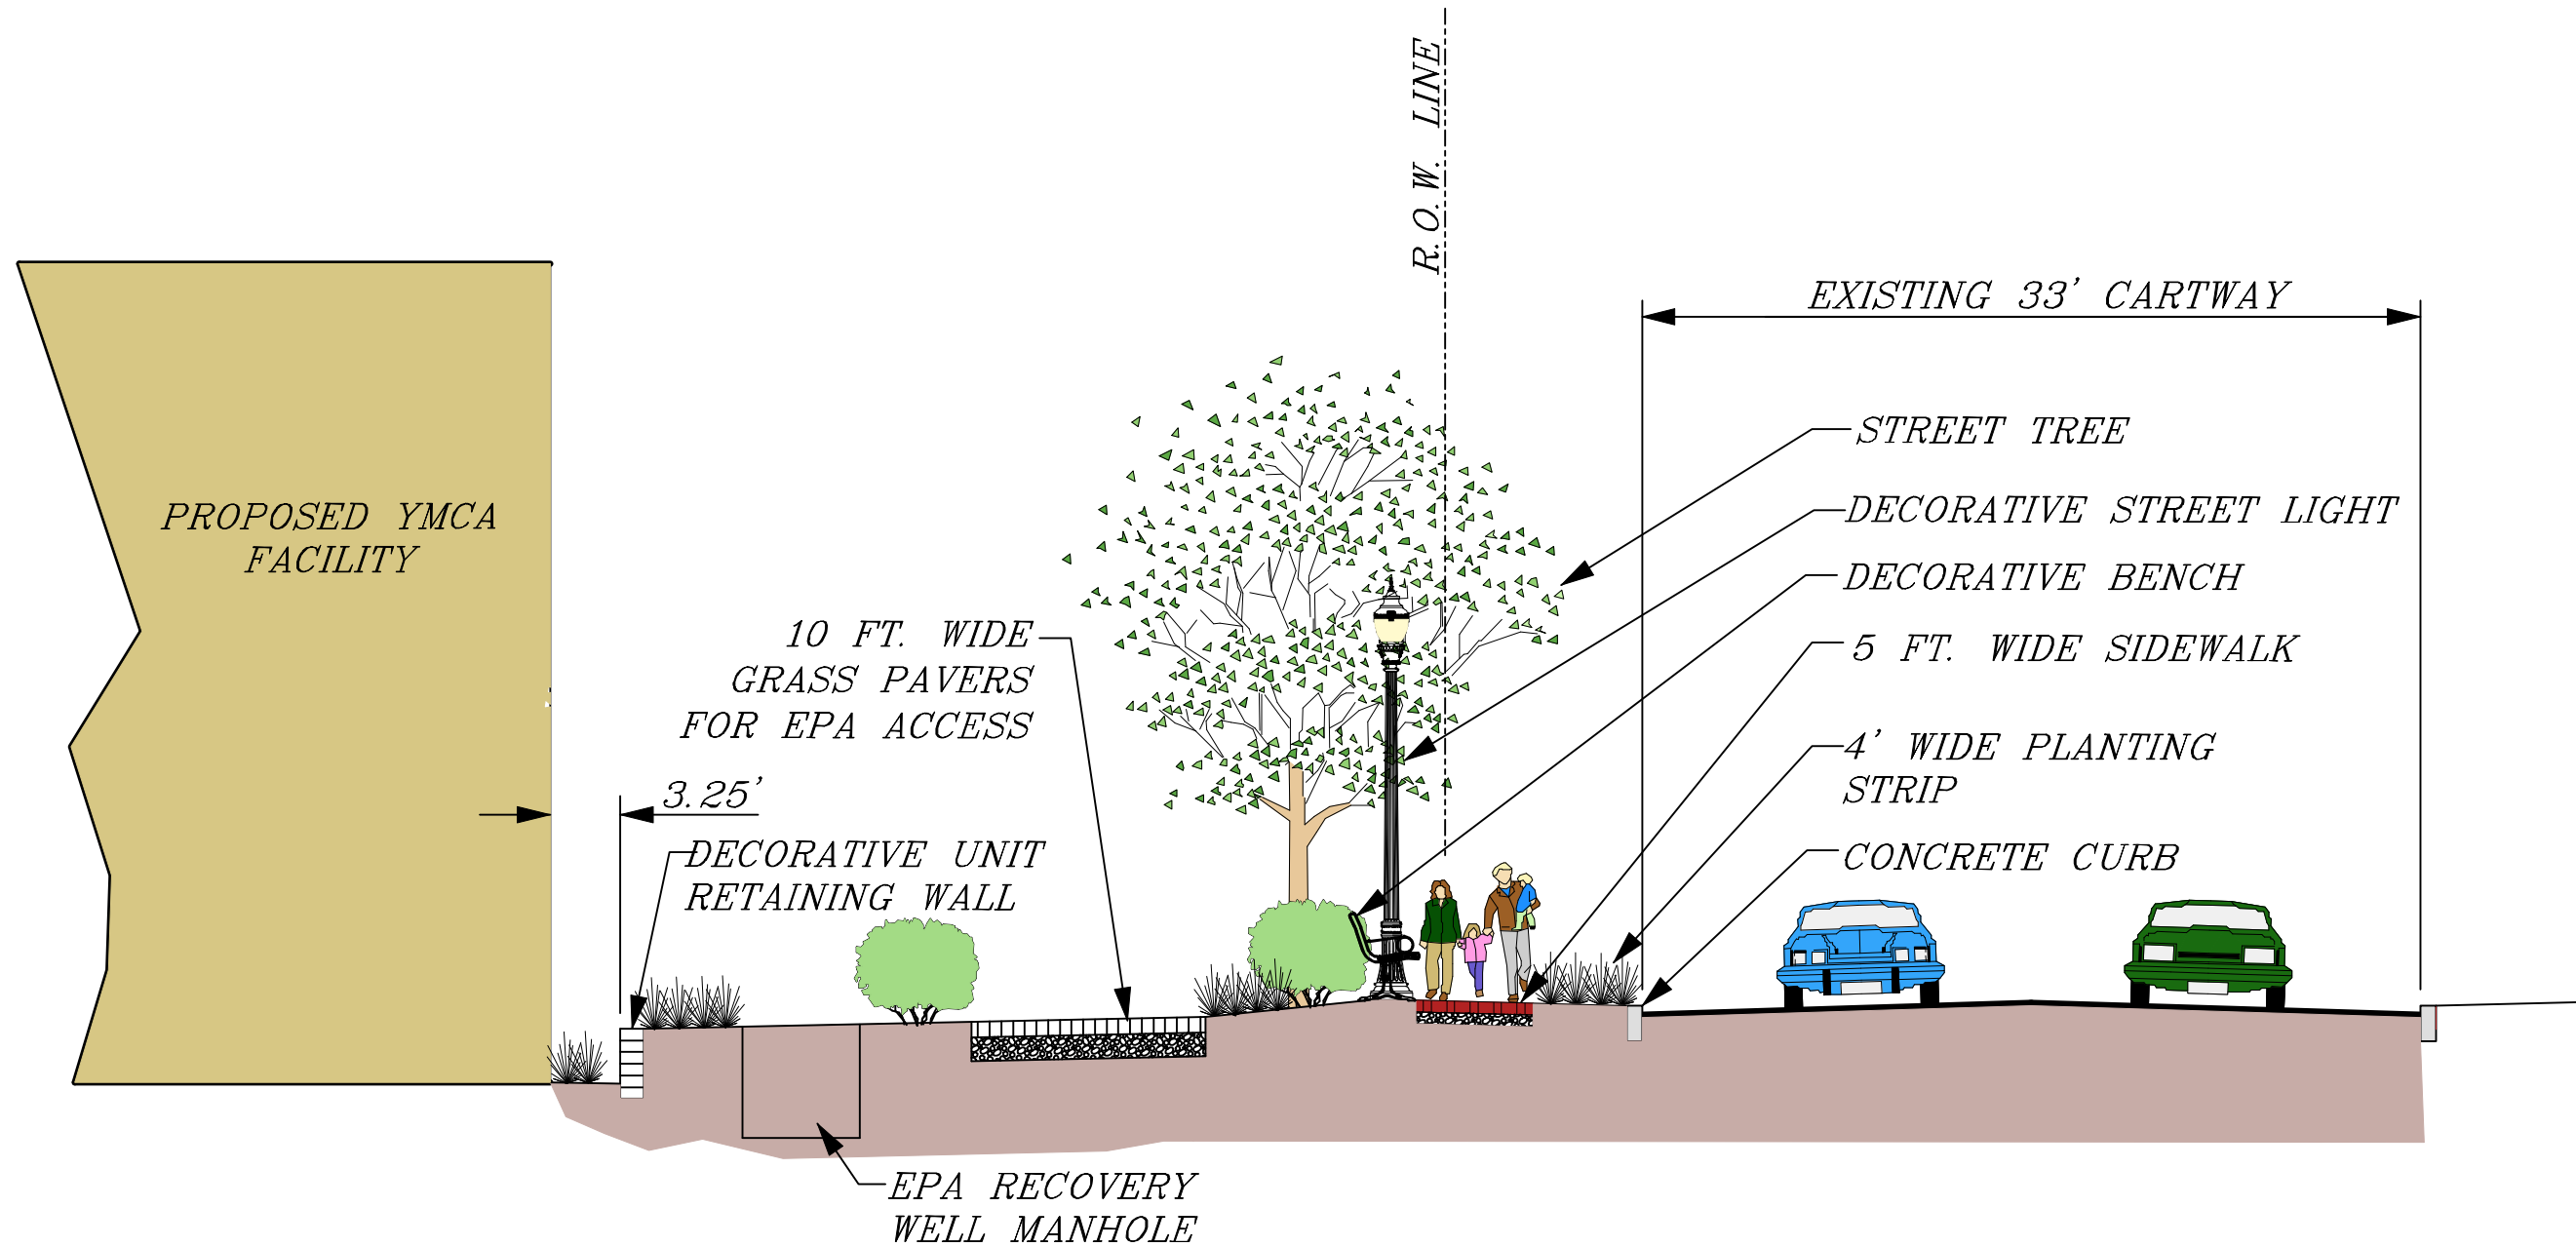 R.O.W. LINE
EXISTING 33' CARTWAY
STREET TREE
PROPOSED YMCA
FACILITY
DECORATIVE STREET LIGHT
DECORATIVE BENCH
10 FT. WIDE
GRASS PAVERS
FOR EPA ACCESS
5 FT. WIDE SIDEWALK
4' WIDE PLANTING
STRIP
3.25'
DECORATIVE UNIT
RETAINING WALL
CONCRETE CURB
EPA RECOVERY
WELL MANHOLE